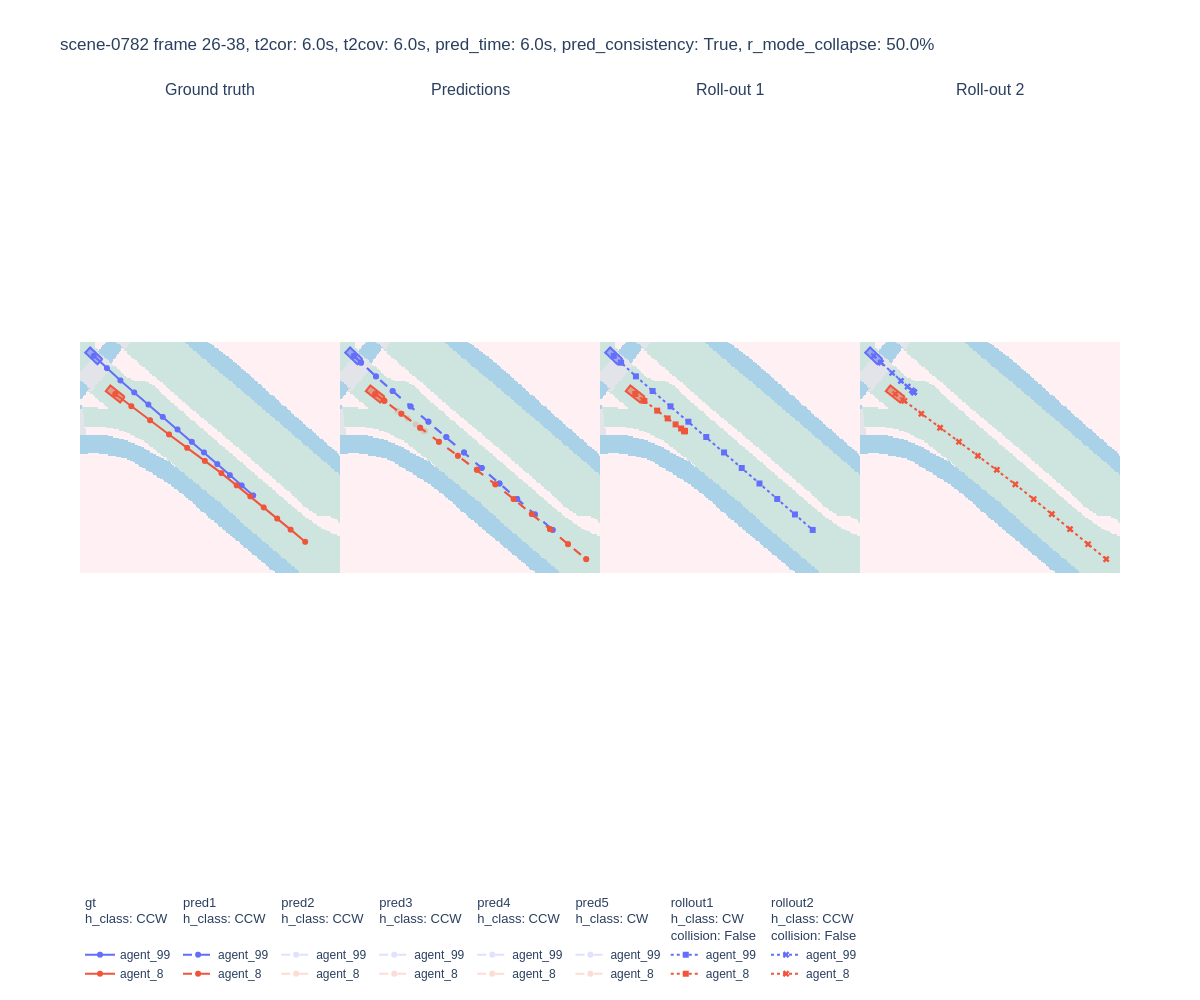 scene-0782 frame 26-38, t2cor: 6.0s, t2cov: 6.0s, pred_time: 6.0s, pred_consistency: True, r_mode_collapse: 50.0%
Ground truth Predictions Roll-out 1 Roll-out 2
gt pred1 pred2 pred3 pred4 pred5 rollout1 rollout2
h_class: CCW h_class: CCW h_class: CCW h_class: CCW h_class: CCW h_class: CW h_class: CW h_class: CCW
collision: False collision: False
agent_99 agent_99 agent_99 agent_99 agent_99 agent_99 agent_99 agent_99
agent_8 agent_8 agent_8 agent_8 agent_8 agent_8 agent_8 agent_8